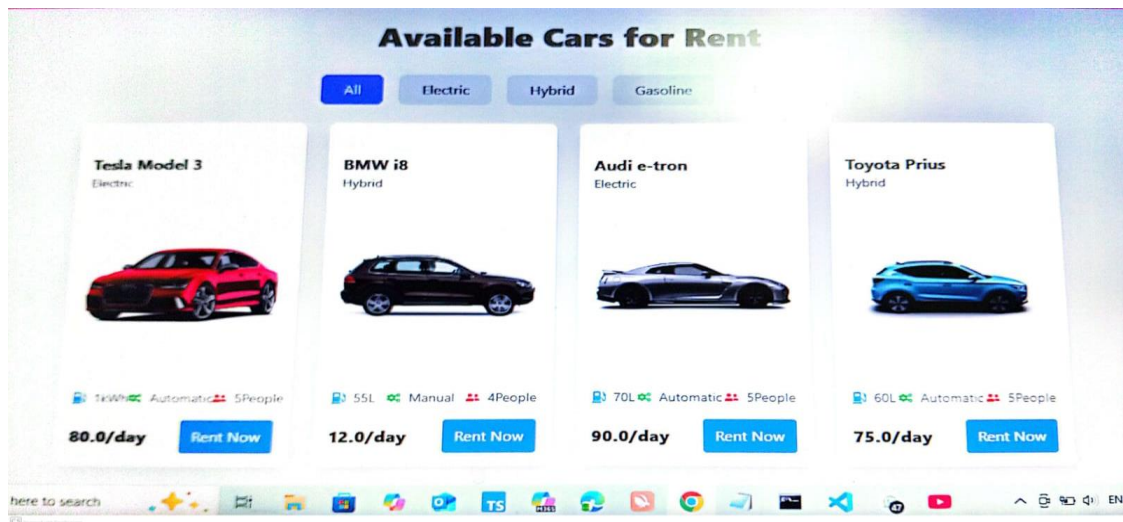 Available Cars for Rent
All Electric Hybrid Gasoline
Tesla Model 3
Electric
BMW i8
Hybrid
Audi e-tron
Electric
Toyota Prius
Hybrid
1kWh Automatic 5People
80.0/day Rent Now
55L Manual 4People
12.0/day Rent Now
70L Automatic 5People
90.0/day Rent Now
60L Automatic 5People
75.0/day Rent Now
here to search
TS
M365
47
EN